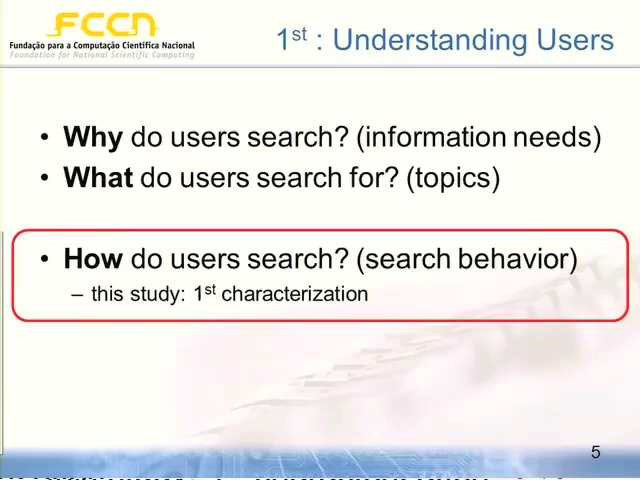 FCCN
Fundação para a Computação Científica Nacional
Foundation for National Scientific Computing
1st : Understanding Users
• Why do users search? (information needs)
• What do users search for? (topics)
• How do users search? (search behavior)
– this study: 1st characterization
5